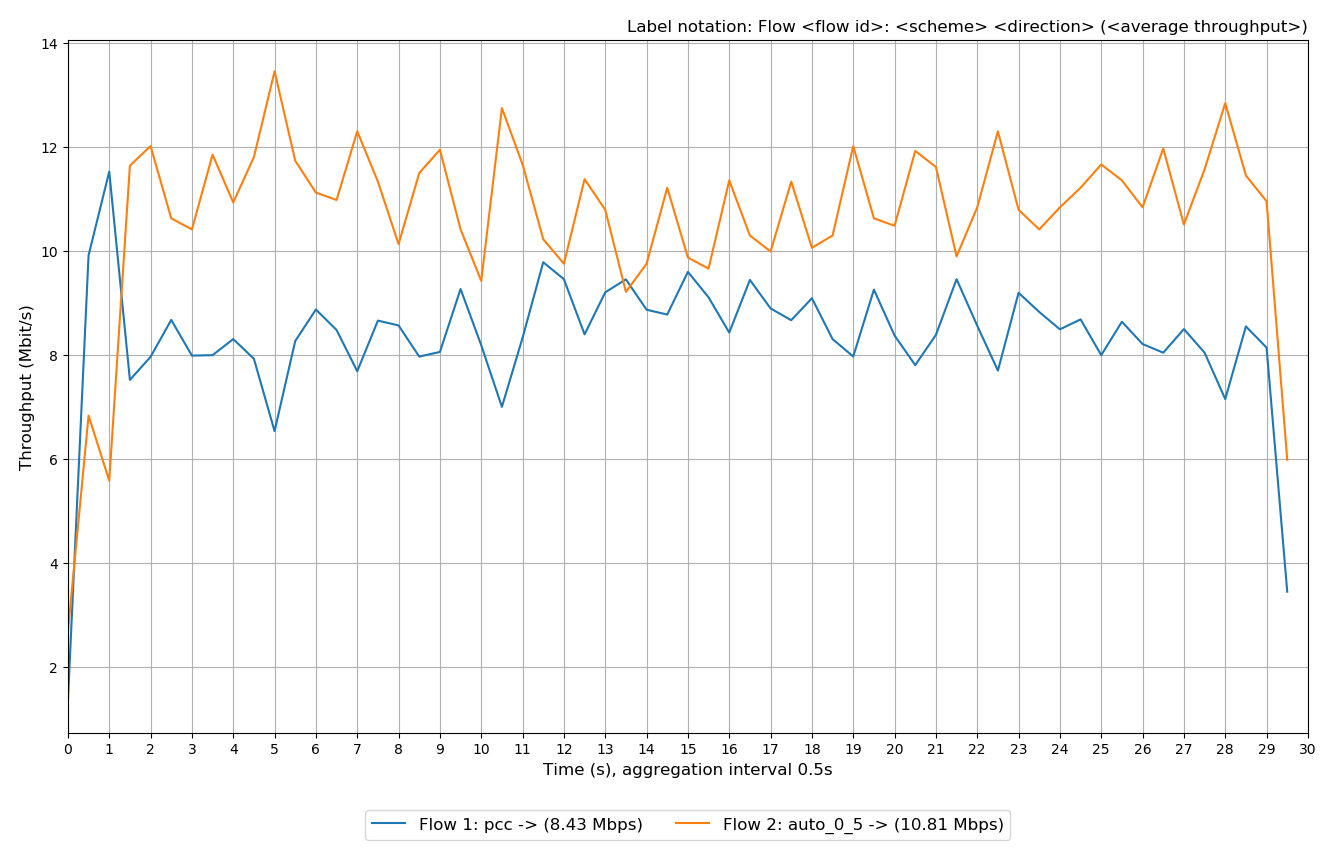 Label notation: Flow <flow id>: <scheme> <direction> (<average throughput>)
14
12
10
8
6
4
2
Throughput (Mbit/s)
0 1 2 3 4 5 6 7 8 9 10 11 12 13 14 15 16 17 18 19 20 21 22 23 24 25 26 27 28 29 30
Time (s), aggregation interval 0.5s
Flow 1: pcc -> (8.43 Mbps) Flow 2: auto_0_5 -> (10.81 Mbps)